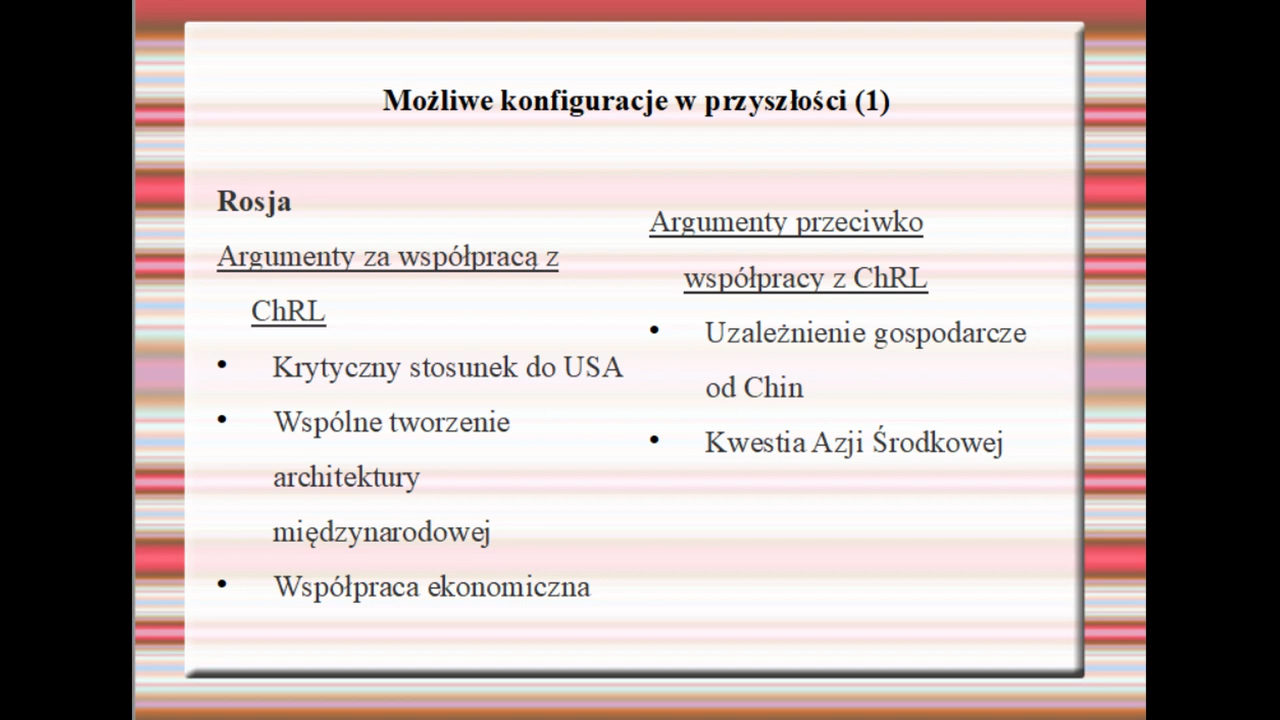 Możliwe konfiguracje w przyszłości (1)
Rosja
Argumenty za współpracą z
ChRL
• Krytyczny stosunek do USA
• Wspólne tworzenie
architektury
międzynarodowej
• Współpraca ekonomiczna
Argumenty przeciwko
współpracy z ChRL
• Uzależnienie gospodarcze
od Chin
• Kwestia Azji Środkowej